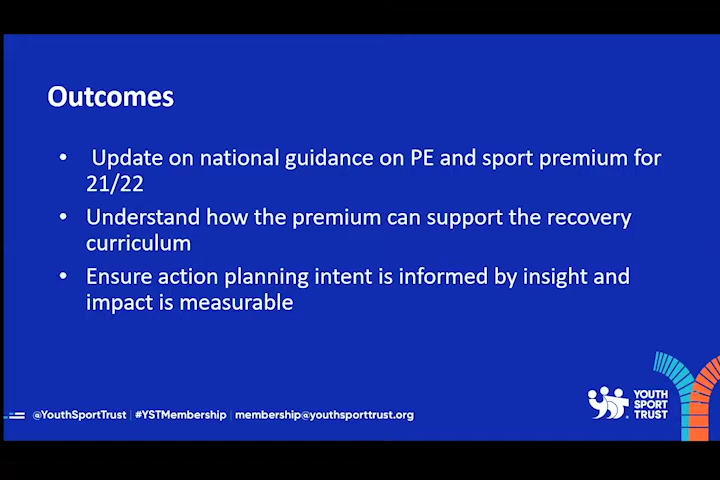 Outcomes
• Update on national guidance on PE and sport premium for
21/22
• Understand how the premium can support the recovery
curriculum
• Ensure action planning intent is informed by insight and
impact is measurable
@YouthSportTrust | #YSTMembership | membership@youthsporttrust.org
YOUTH
SPORT
TRUST